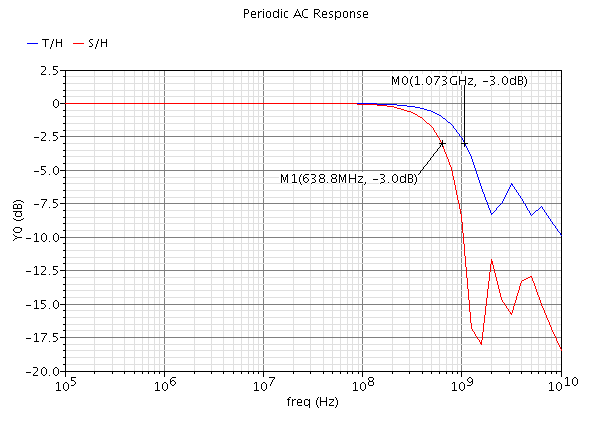 Periodic AC Response
T/H S/H
M0(1.073GHz, -3.0dB)
M1(638.8MHz, -3.0dB)
Y0 (dB)
2.5
0
-2.5
-5.0
-7.5
-10.0
-12.5
-15.0
-17.5
-20.0
10^5 10^6 10^7 10^8 10^9 10^10
freq (Hz)